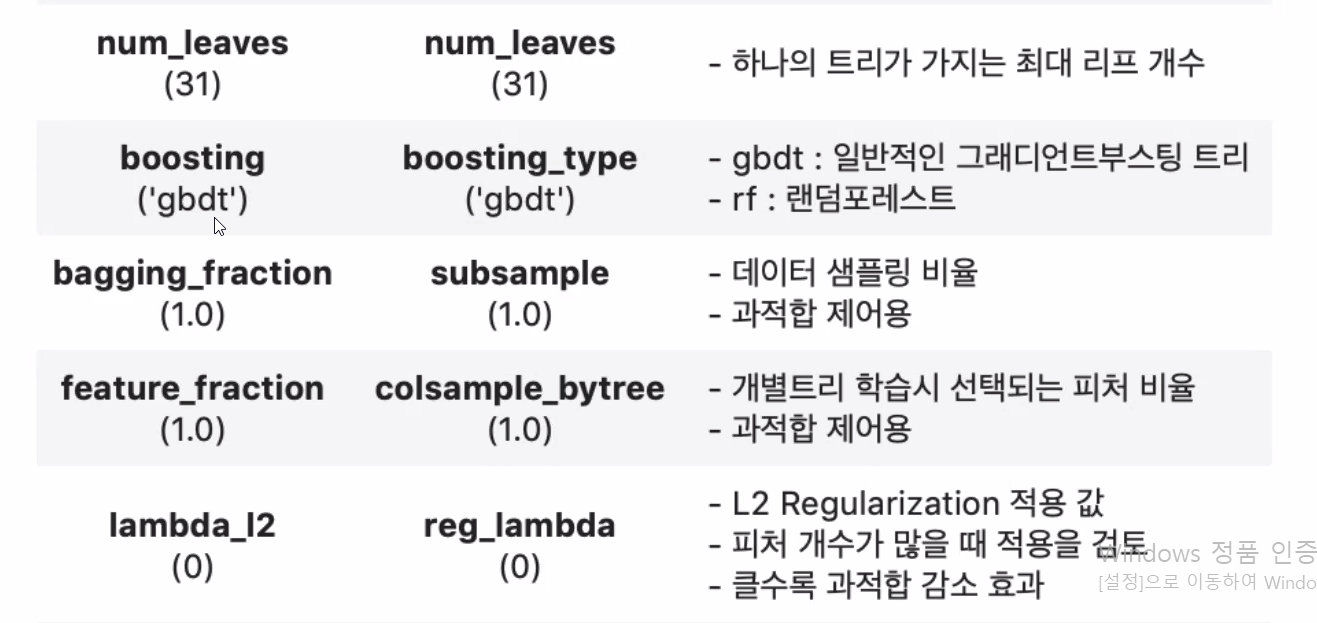 num_leaves num_leaves - 하나의 트리가 가지는 최대 리프 개수
(31) (31)
boosting boosting_type - gbdt : 일반적인 그래디언트부스팅 트리
('gbdt') ('gbdt') - rf : 랜덤포레스트
bagging_fraction subsample - 데이터 샘플링 비율
(1.0) (1.0) - 과적합 제어용
feature_fraction colsample_bytree - 개별트리 학습시 선택되는 피처 비율
(1.0) (1.0) - 과적합 제어용
- L2 Regularization 적용 값
lambda_l2 reg_lambda - 피처 개수가 많을 때 적용을 검토
(0) (0) - 클수록 과적합 감소 효과
Windows 정품 인증
[설정]으로 이동하여 Windo